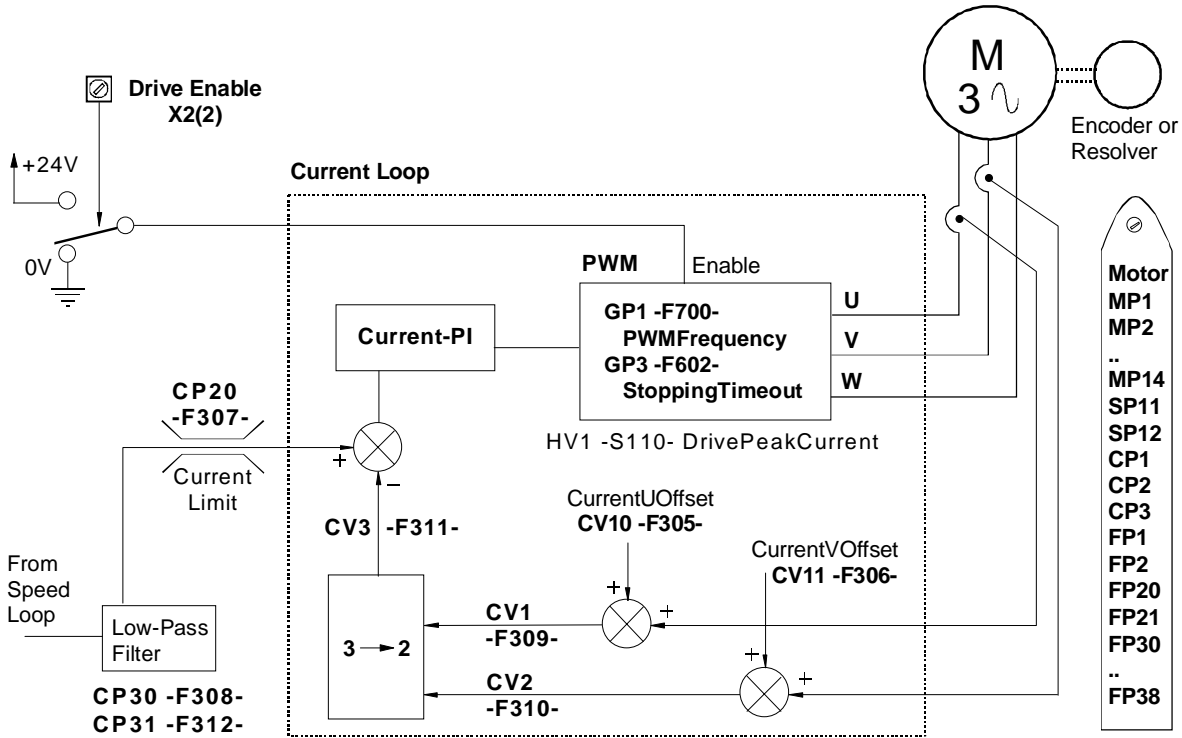 M
3
Drive Enable
X2(2)
Encoder or
Resolver
+24V
0V
Current Loop
PWM
Enable
GP1 -F700-
PWMFrequency
GP3 -F602-
StoppingTimeout
U
V
W
HV1 -S110- DrivePeakCurrent
Current-PI
CP20
-F307-
Current
Limit
+
−
CV3 -F311-
CurrentUOffset
CV10 -F305-
CurrentVOffset
CV11 -F306-
+
+
+
+
From
Speed
Loop
Low-Pass
Filter
CP30 -F308-
CP31 -F312-
3 → 2
CV1
-F309-
CV2
-F310-
Motor
MP1
MP2
..
MP14
SP11
SP12
CP1
CP2
CP3
FP1
FP2
FP20
FP21
FP30
..
FP38